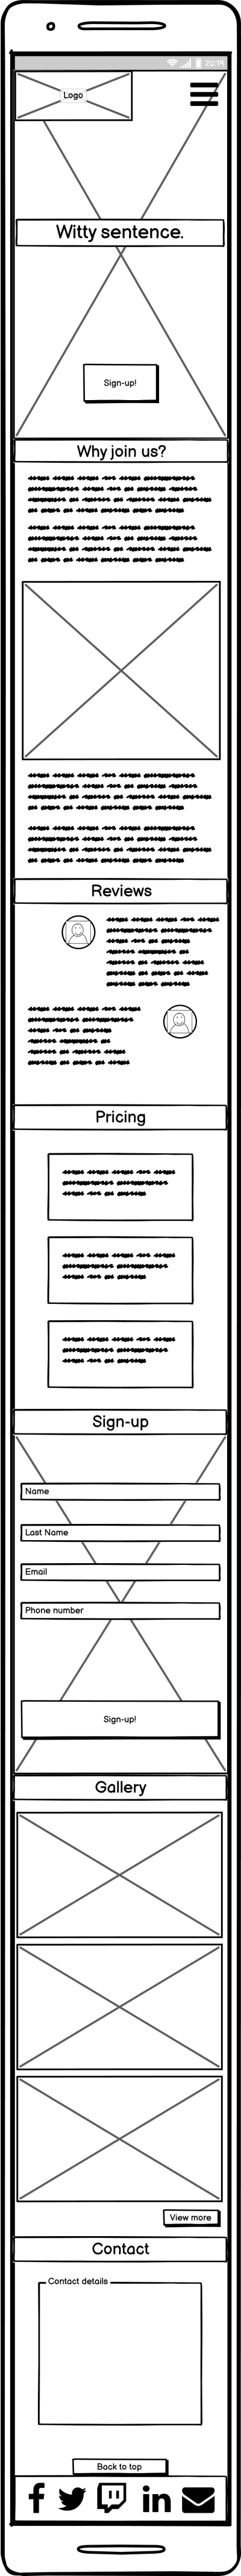 20:19
Logo
Witty sentence.
Sign-up!
Why join us?
Reviews
Pricing
Sign-up
Name
Last Name
Email
Phone number
Sign-up!
Gallery
View more
Contact
Contact details
Back to top